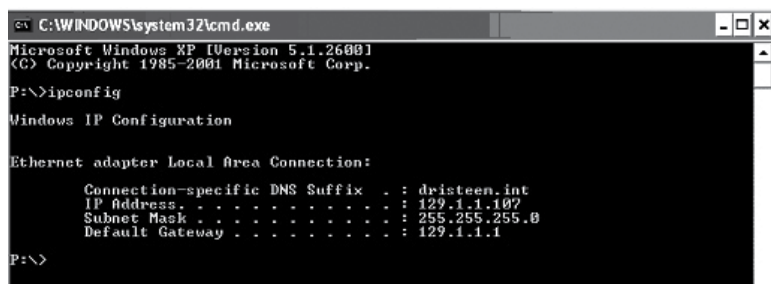 C:\WINDOWS\system32\cmd.exe
Microsoft Windows XP [Version 5.1.2600]
(C) Copyright 1985-2001 Microsoft Corp.
P:\>ipconfig
Windows IP Configuration
Ethernet adapter Local Area Connection:
Connection-specific DNS Suffix . : dristeem.int
IP Address. . . . . . . . . . . . : 129.1.1.107
Subnet Mask . . . . . . . . . . . : 255.255.255.0
Default Gateway . . . . . . . . . : 129.1.1.1
P:\>